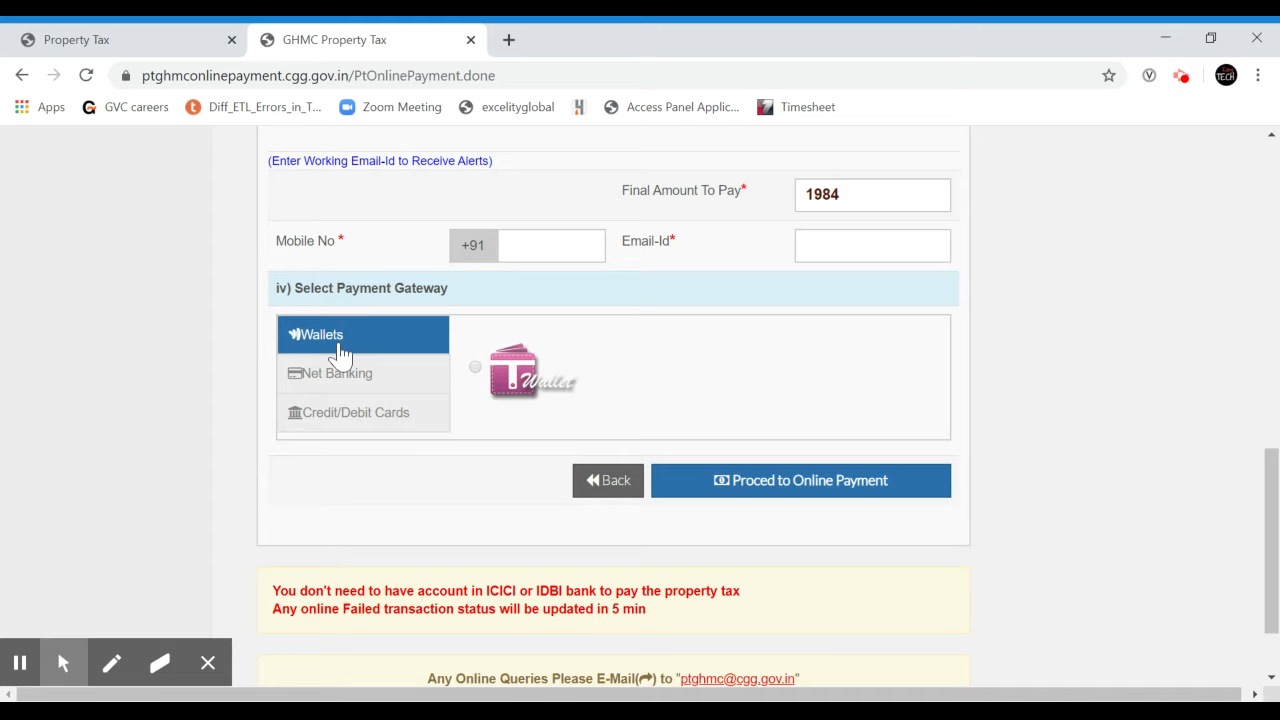 Property Tax
GHMC Property Tax
ptghmconlinepayment.cgg.gov.in/PtOnlinePayment.done
TECH
Apps GVC careers Diff_ETL_Errors_in_T... Zoom Meeting excelityglobal Access Panel Applic... Timesheet
(Enter Working Email-Id to Receive Alerts)
Final Amount To Pay* 1984
Mobile No * +91 Email-Id*
iv) Select Payment Gateway
Wallets
Net Banking
T Wallet
Credit/Debit Cards
Back Proced to Online Payment
You don't need to have account in ICICI or IDBI bank to pay the property tax
Any online Failed transaction status will be updated in 5 min
Any Online Queries Please E-Mail() to "ptghmc@cgg.gov.in"